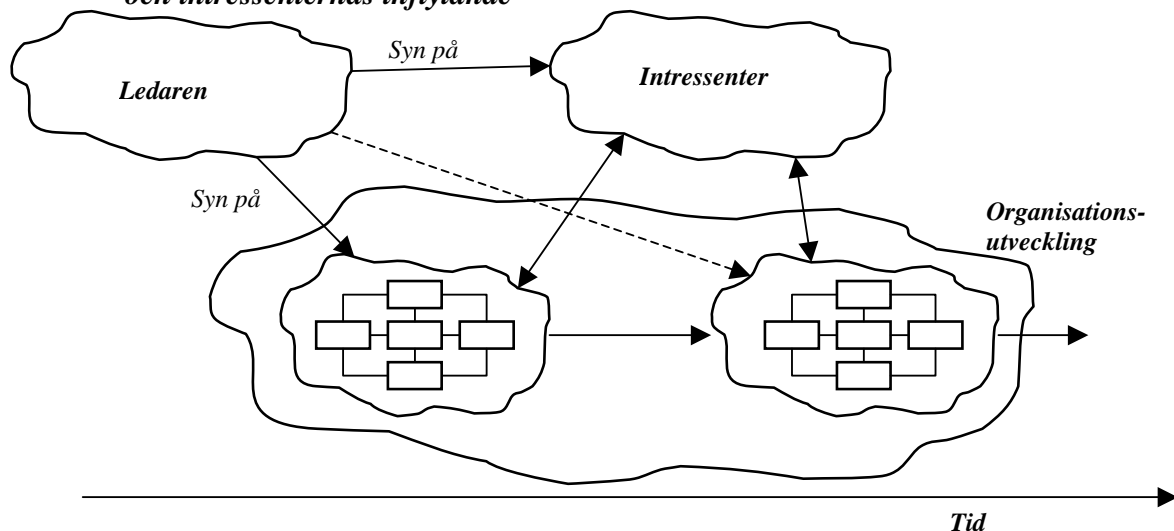 och intressenternas inflytande
Syn på
Ledaren
Intressenter
Syn på
Organisations-
utveckling
Tid